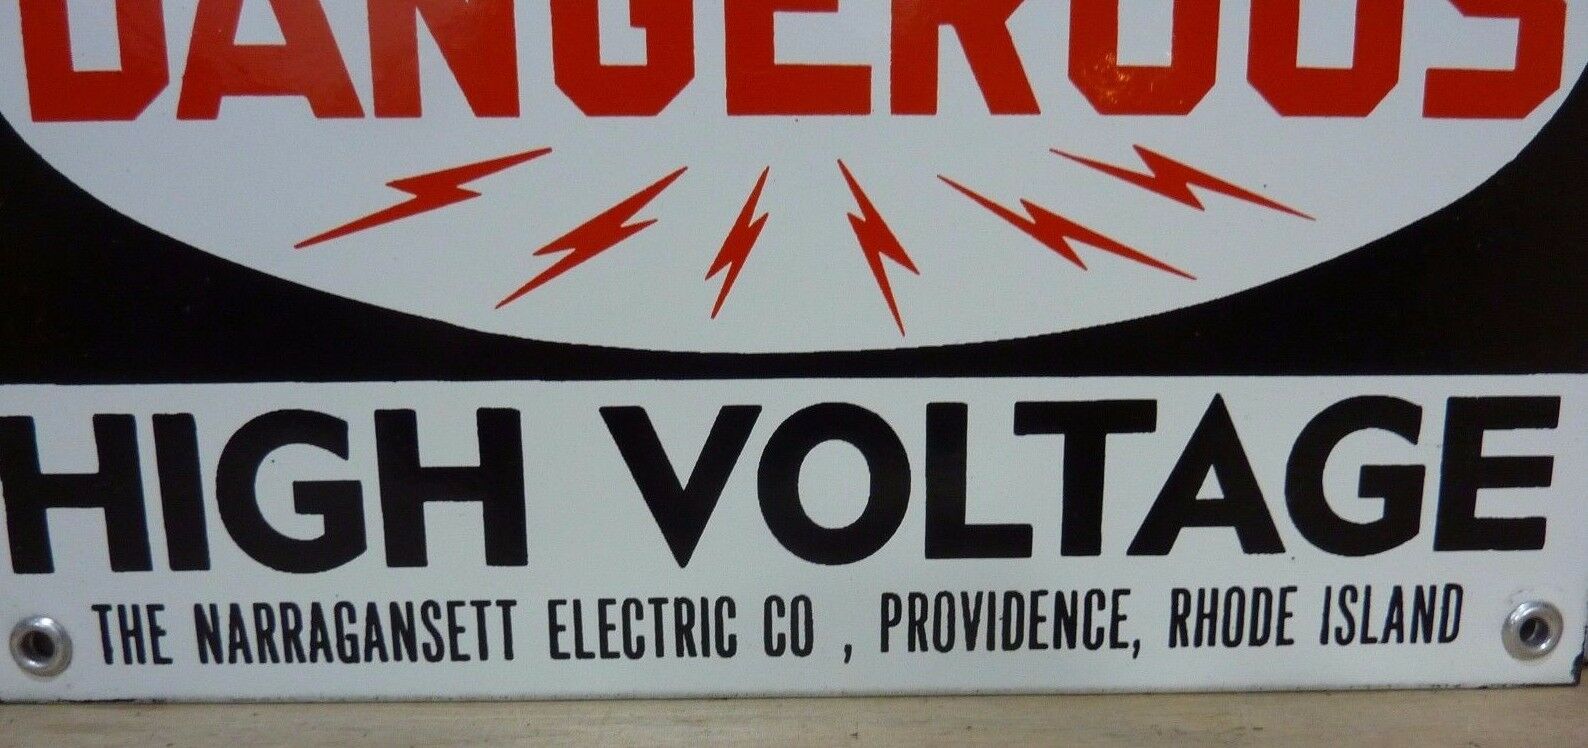 DANGEROUS
HIGH VOLTAGE
THE NARRAGANSETT ELECTRIC CO , PROVIDENCE, RHODE ISLAND